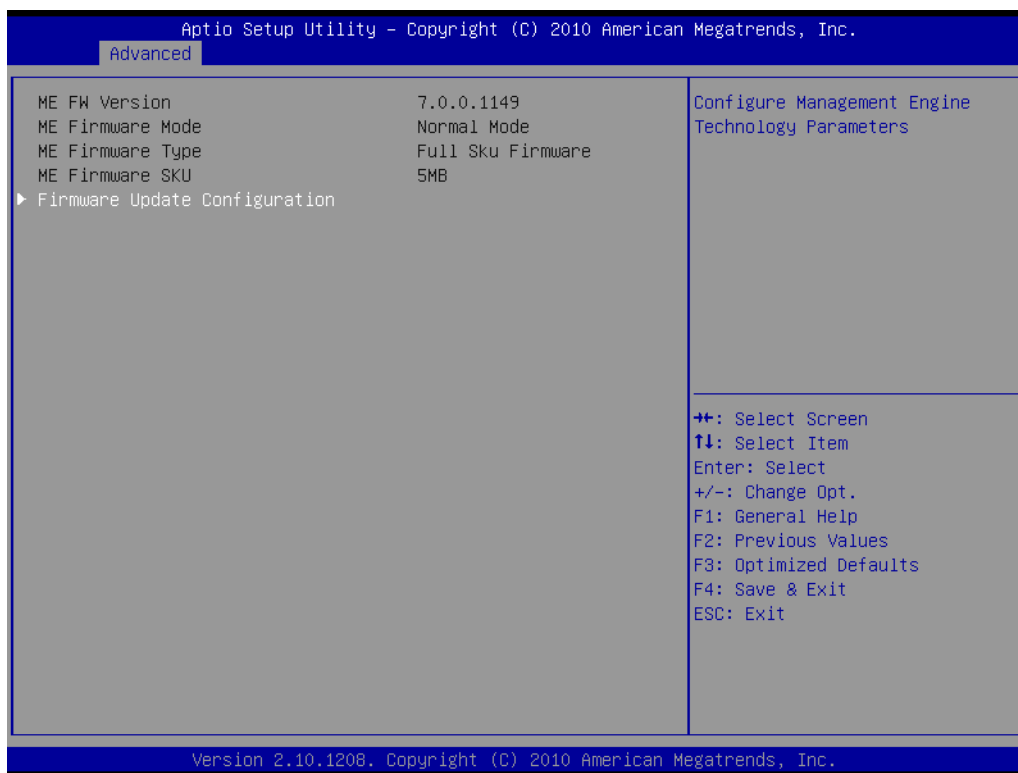 Aptio Setup Utility – Copyright (C) 2010 American Megatrends, Inc.
Advanced
ME FW Version 7.0.0.1149
ME Firmware Mode Normal Mode
ME Firmware Type Full Sku Firmware
ME Firmware SKU 5MB
▶ Firmware Update Configuration
Configure Management Engine
Technology Parameters
→←: Select Screen
↑↓: Select Item
Enter: Select
+/-: Change Opt.
F1: General Help
F2: Previous Values
F3: Optimized Defaults
F4: Save & Exit
ESC: Exit
Version 2.10.1208. Copyright (C) 2010 American Megatrends, Inc.